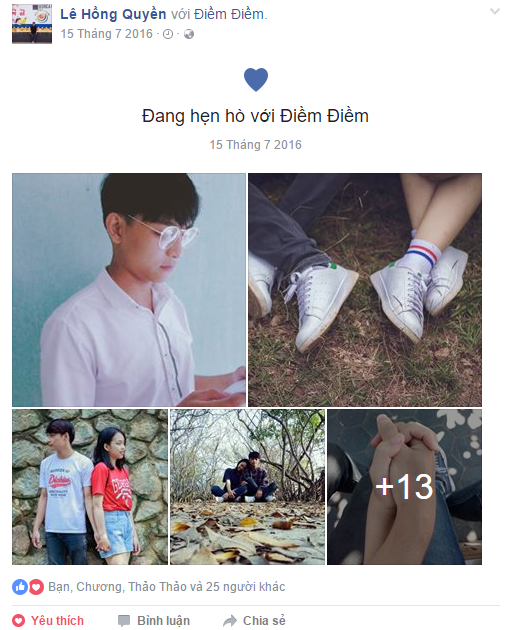 Lê Hồng Quyền với Điềm Điềm.
15 Tháng 7 2016 ·
Đang hẹn hò với Điềm Điềm
15 Tháng 7 2016
Dickies
+13
Bạn, Chương, Thảo Thảo và 25 người khác
Yêu thích Bình luận Chia sẻ